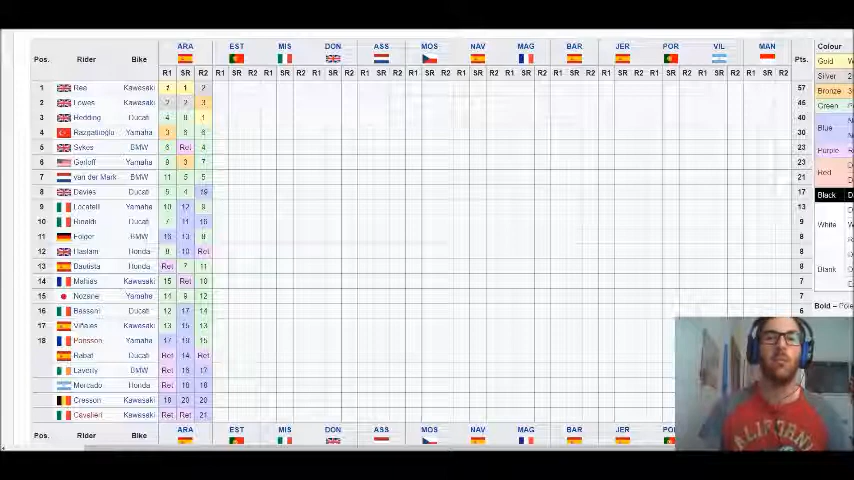 Pos. Rider Bike ARA EST MIS DON ASS MOS NAV MAG BAR JER POR VIL MAN Pts.
R1 SR R2 R1 SR R2 R1 SR R2 R1 SR R2 R1 SR R2 R1 SR R2 R1 SR R2 R1 SR R2 R1 SR R2 R1 SR R2 R1 SR R2 R1 SR R2 R1 SR R2
1 Rea Kawasaki 1 1 2 57
2 Lowes Kawasaki 2 2 3 46
3 Redding Ducati 4 8 1 40
4 Razgatlıoğlu Yamaha 3 6 6 30
5 Sykes BMW 6 Ret 4 23
6 Gerloff Yamaha 3 7 23
7 van der Mark BMW 11 5 5 21
8 Davies Ducati 5 4 19 17
9 Locatelli Yamaha 10 12 9 13
10 Rinaldi Ducati 7 11 9
11 Folger BMW 13 8 8
12 Haslam Honda 8 10 Ret 8
13 Bautista Honda Ret 7 11 8
14 Mahias Kawasaki 15 Ret 10 7
15 Nozane Yamaha 14 9 12 7
16 Bassani Ducati 12 17 14 6
17 Viñales Kawasaki 13 15 13
18 Ponsson Yamaha 17 19 15
Rabat Ducati Ret 14 Ret
Laverty BMW Ret 16 17
Mercado Honda Ret 18 18
Cresson Kawasaki 18 20 20
Cavalieri Kawasaki Ret Ret 21
Pos. Rider Bike ARA EST MIS DON ASS MOS NAV MAG BAR JER
Colour
Gold
Silver
Bronze
Green
Blue
Purple
Red
Black
White
Blank
Bold – Pole
CALIFORNIA